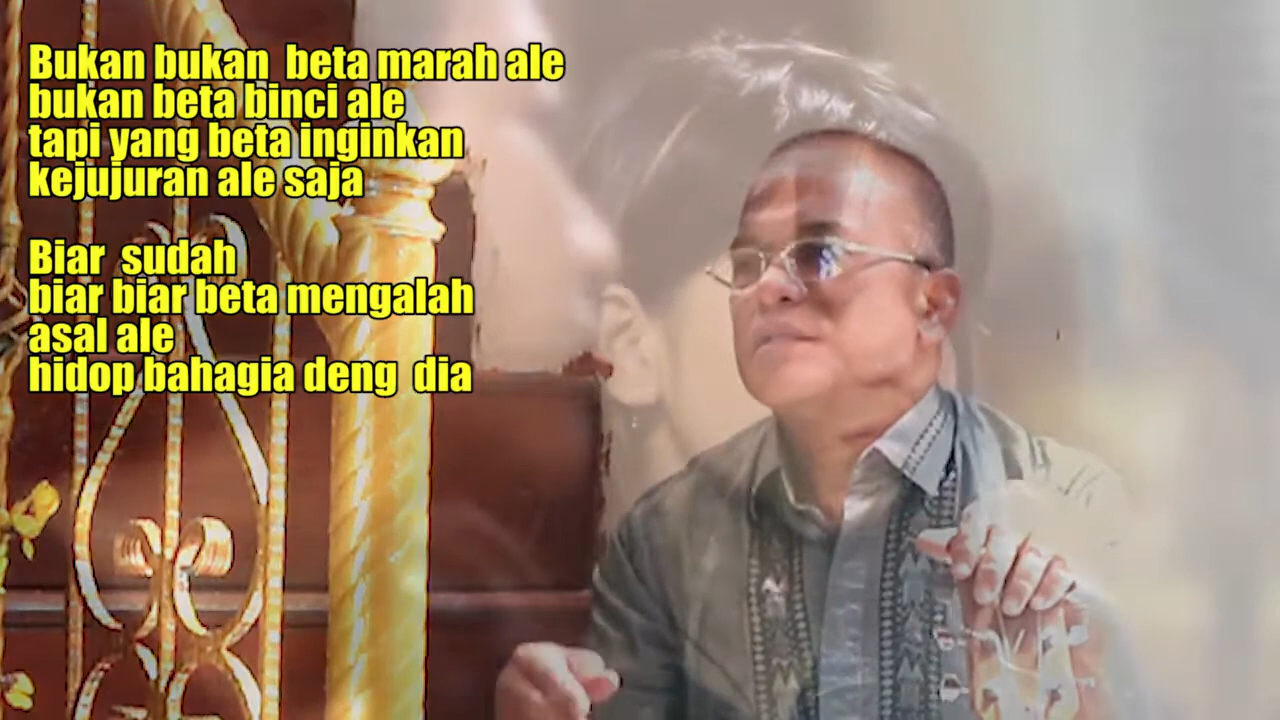 Bukan bukan beta marah ale
bukan beta binci ale
tapi yang beta inginkan
kejujuran ale saja
Biar sudah
biar biar beta mengalah
asal ale
hidop bahagia deng dia